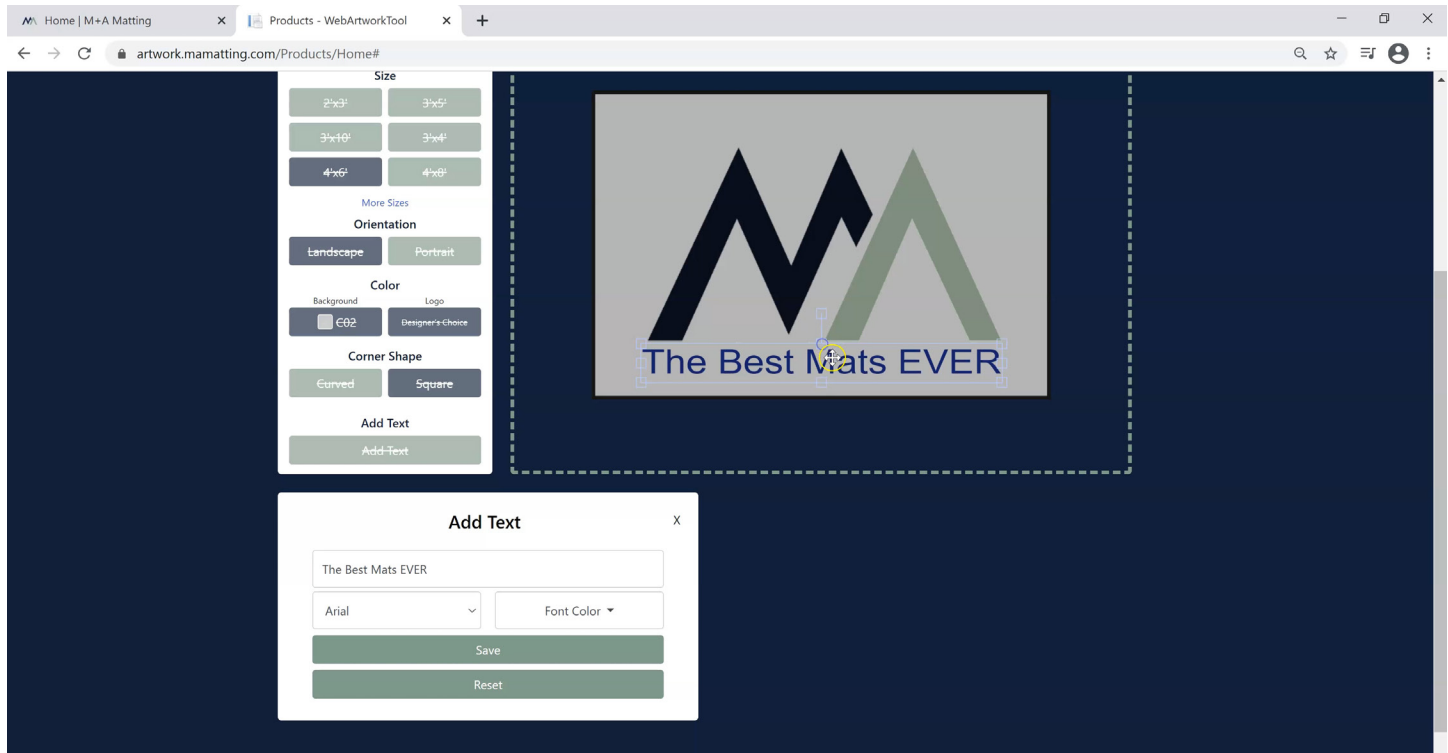 Home | M+A Matting
Products - WebArtworkTool
artwork.mamatting.com/Products/Home#
Size
2'x3' 3'x5'
3'x10' 3'x4'
4'x6' 4'x8'
More Sizes
Orientation
Landscape Portrait
Color
Background Logo
C02 Designer's Choice
Corner Shape
Curved Square
Add Text
Add Text
The Best Mats EVER
Add Text X
The Best Mats EVER
Arial Font Color
Save
Reset